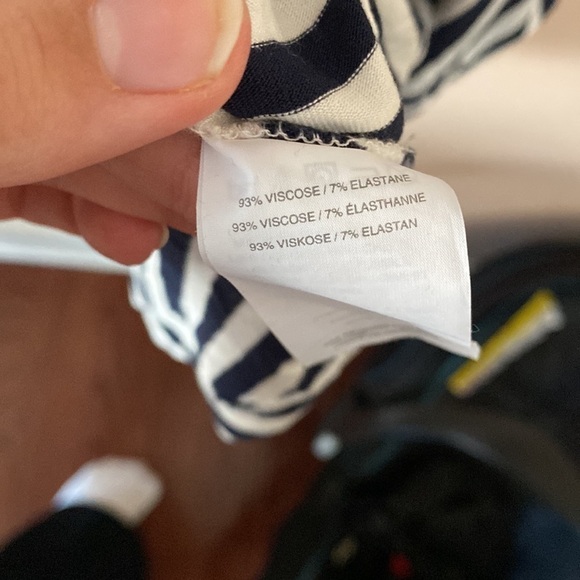 93% VISCOSE / 7% ELASTANE
93% VISCOSE / 7% ÉLASTHANNE
93% VISKOSE / 7% ELASTAN